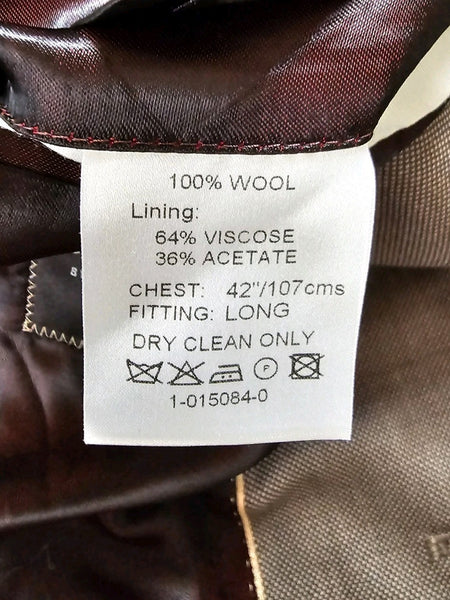 100% WOOL
Lining:
64% VISCOSE
36% ACETATE
CHEST: 42"/107cms
FITTING: LONG
DRY CLEAN ONLY
P
1-015084-0